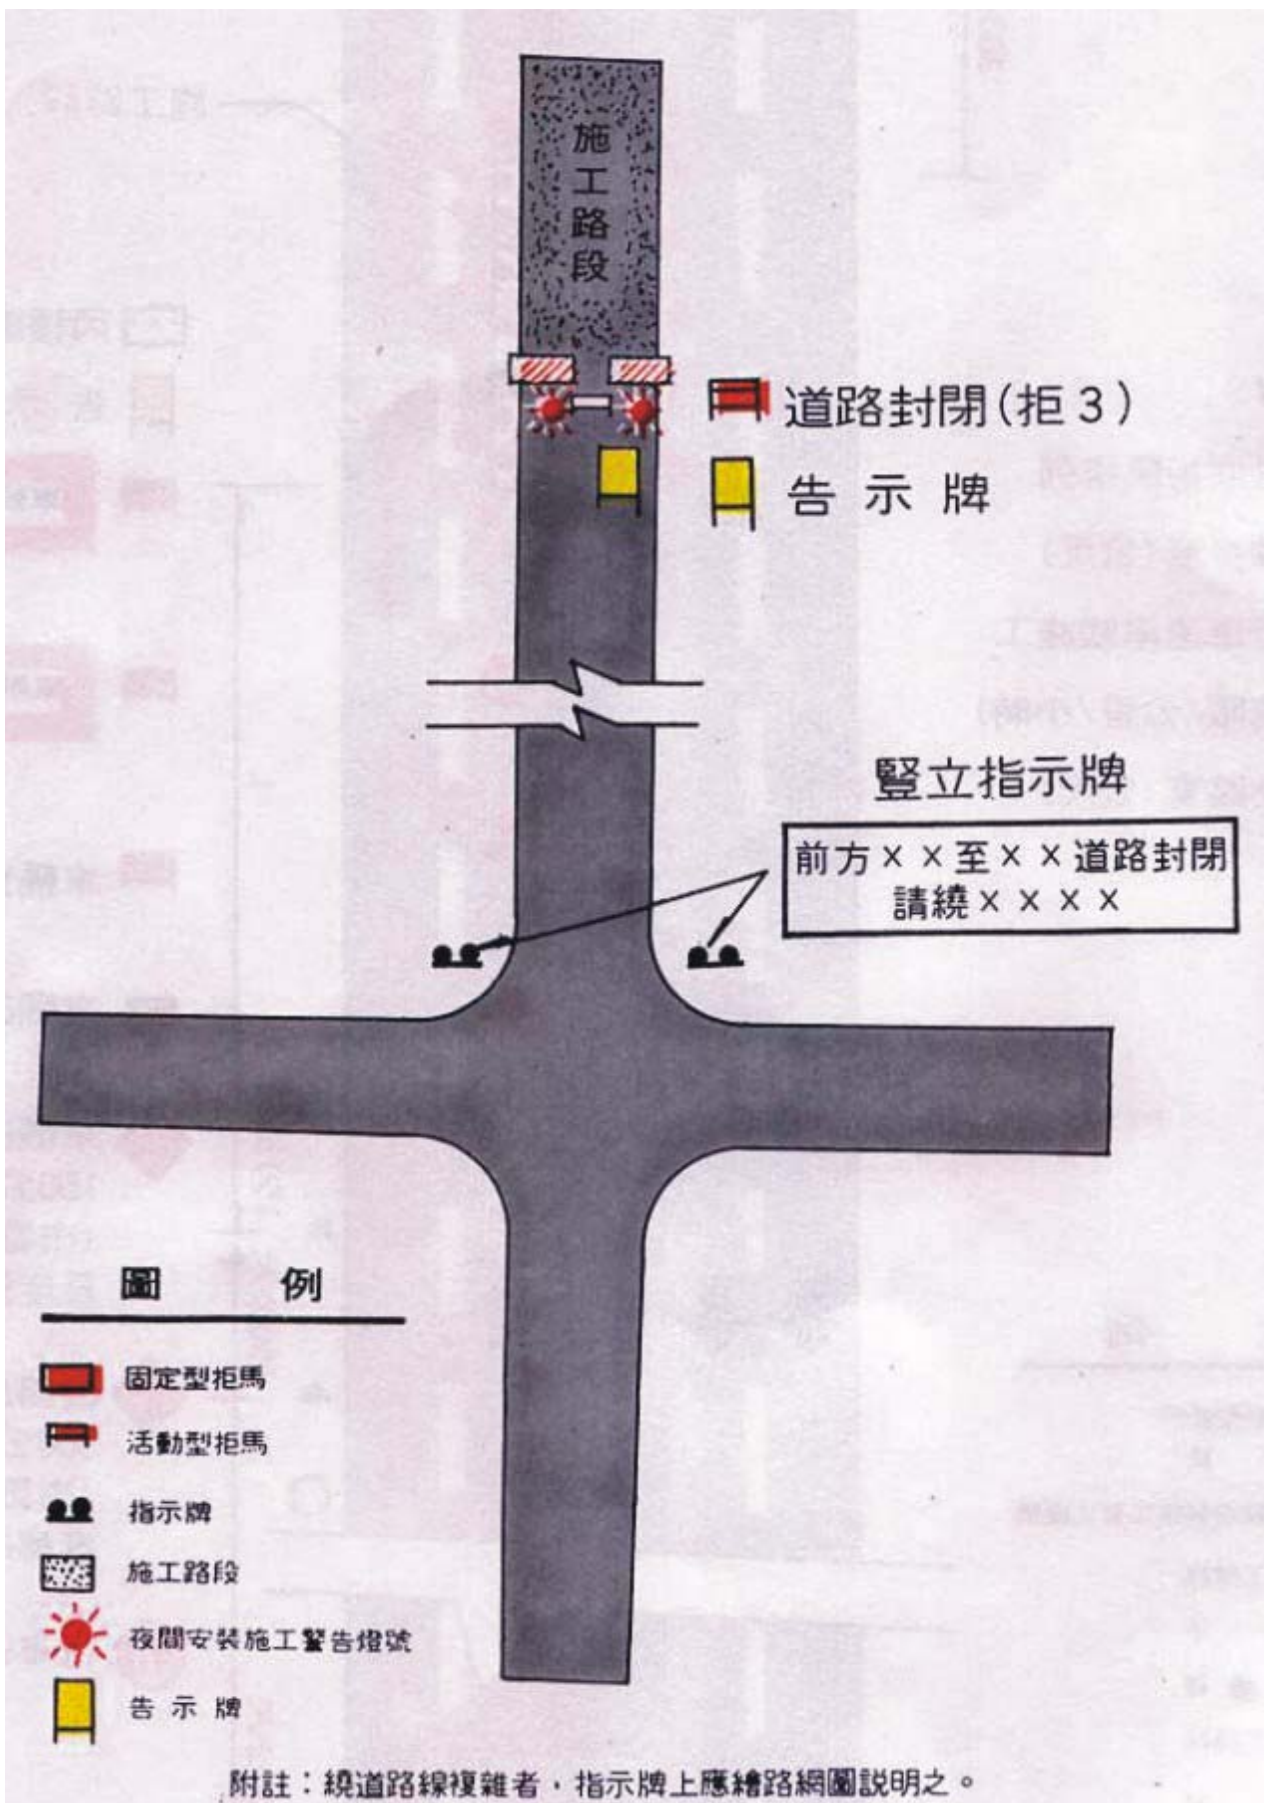 施工路段
道路封閉(拒3)
告示牌
豎立指示牌
前方××至××道路封閉
請繞××××
圖例
固定型拒馬
活動型拒馬
指示牌
施工路段
夜間安裝施工警告燈號
告示牌
附註：繞道路線複雜者，指示牌上應繪路網圖說明之。